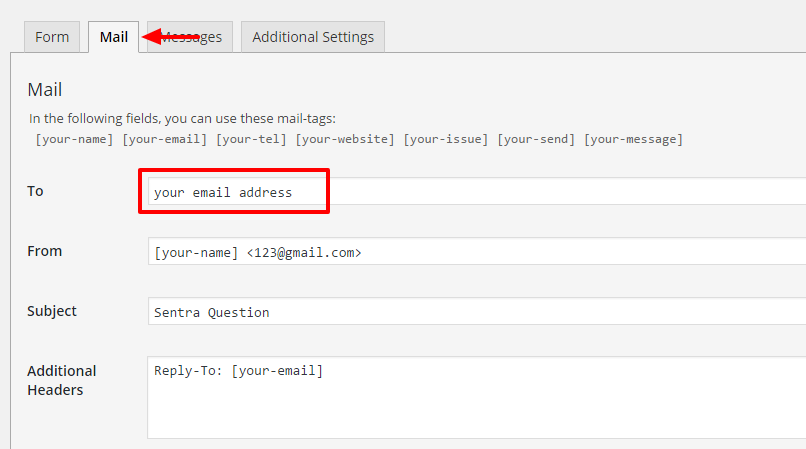 Form Mail Messages Additional Settings
Mail
In the following fields, you can use these mail-tags:
[your-name] [your-email] [your-tel] [your-website] [your-issue] [your-send] [your-message]
To your email address
From [your-name] <123@gmail.com>
Subject Sentra Question
Additional Reply-To: [your-email]
Headers